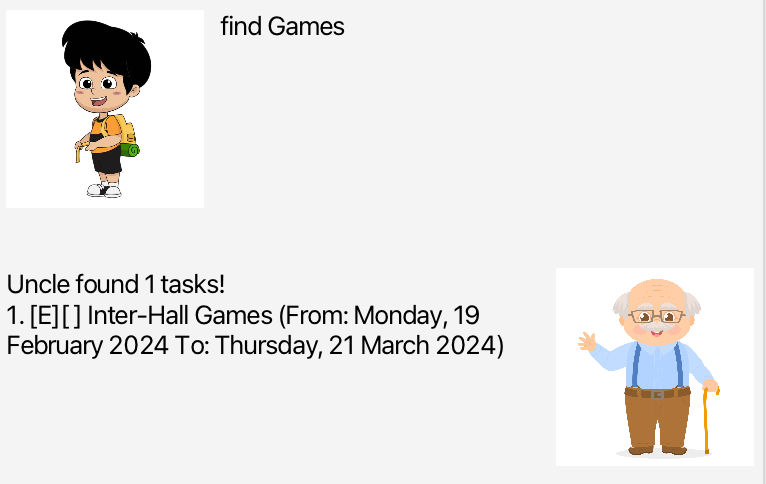 find Games
Uncle found 1 tasks!
1. [E][ ] Inter-Hall Games (From: Monday, 19
February 2024 To: Thursday, 21 March 2024)